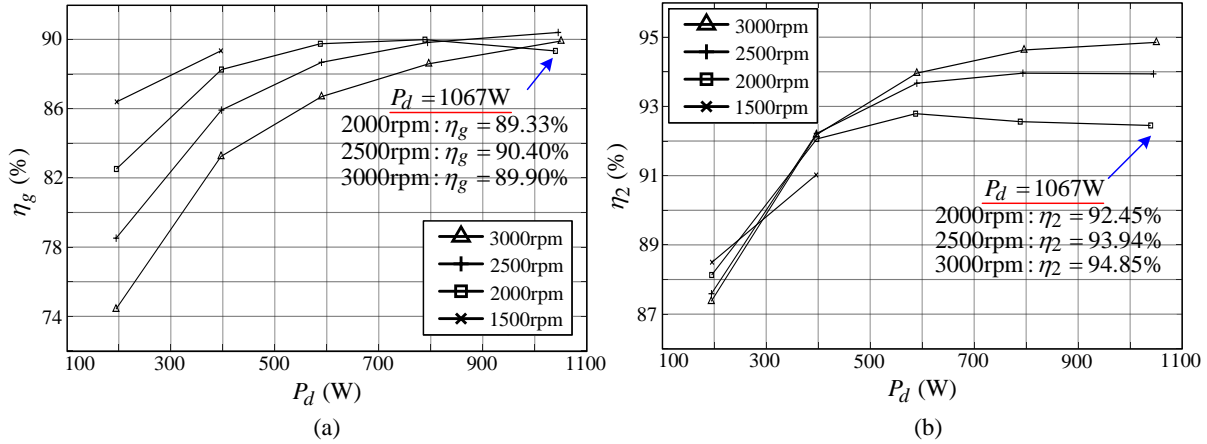 90
86
82
78
74
η_g (%)
100
300
500
700
900
1100
P_d (W)
P_d = 1067W
2000rpm: η_g = 89.33%
2500rpm: η_g = 90.40%
3000rpm: η_g = 89.90%
3000rpm
2500rpm
2000rpm
1500rpm
(a)
95
93
91
89
87
η_2 (%)
100
300
500
700
900
1100
P_d (W)
3000rpm
2500rpm
2000rpm
1500rpm
P_d = 1067W
2000rpm: η_2 = 92.45%
2500rpm: η_2 = 93.94%
3000rpm: η_2 = 94.85%
(b)